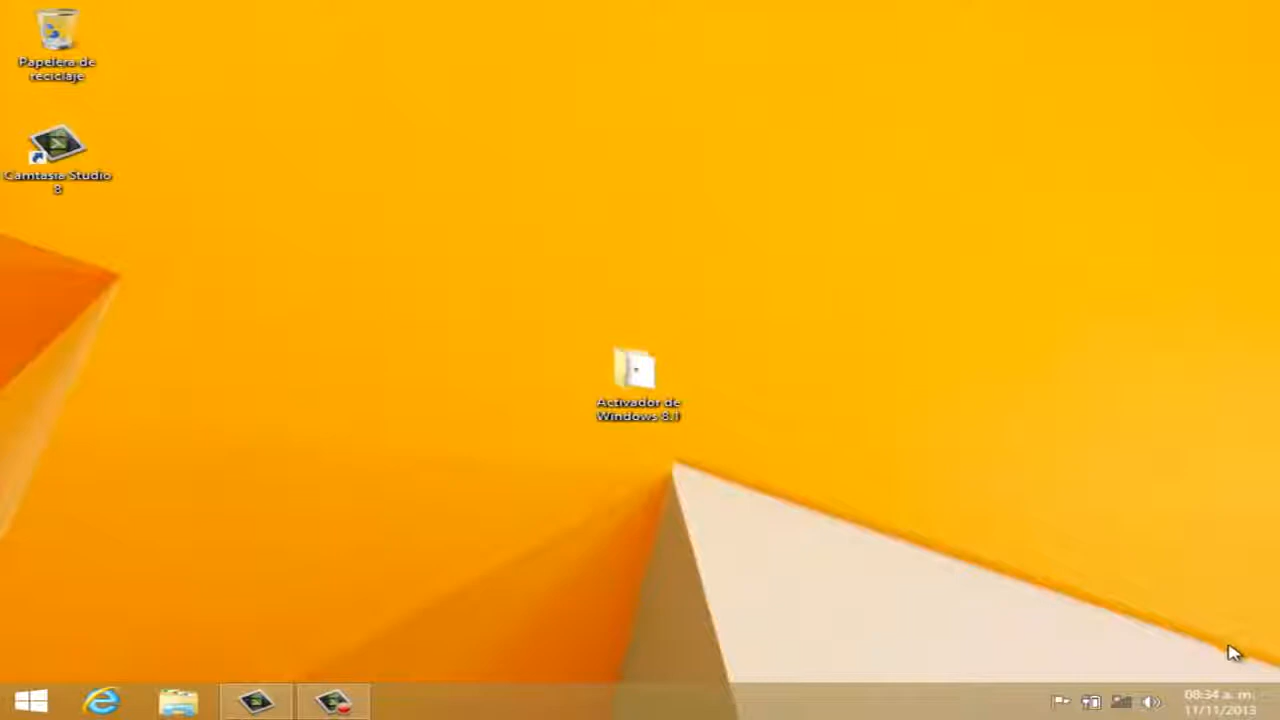 Papelera de
reciclaje
Camtasia Studio
8
Activador de
Windows 8.1
08:34 a. m.
11/11/2013